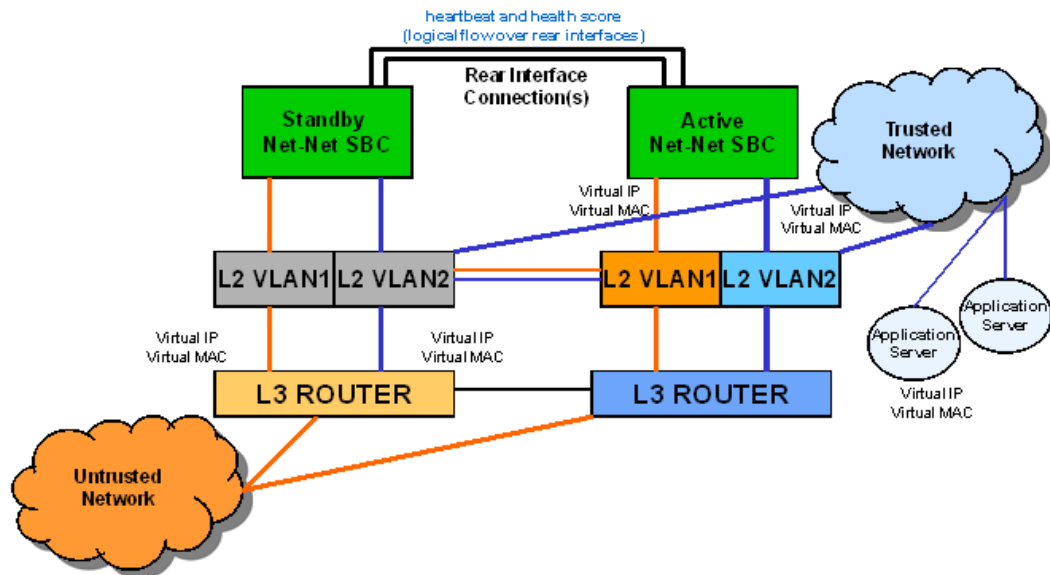 heartbeat and health score
(logical flow over rear interfaces)
Rear Interface
Connection(s)
Standby
Net-Net SBC
Active
Net-Net SBC
Trusted
Network
Virtual IP
Virtual MAC
Virtual IP
Virtual MAC
L2 VLAN1
L2 VLAN2
L2 VLAN1
L2 VLAN2
Application
Server
Application
Server
Virtual IP
Virtual MAC
Virtual IP
Virtual MAC
L3 ROUTER
L3 ROUTER
Virtual IP
Virtual MAC
Untrusted
Network